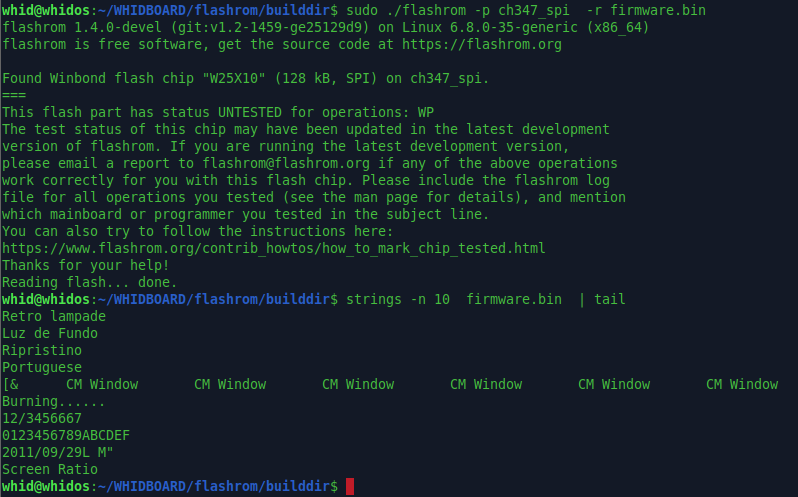 whid@whidos:~/WHIDBOARD/flashrom/builddir$ sudo ./flashrom -p ch347_spi  -r firmware.bin
flashrom 1.4.0-devel (git:v1.2-1459-ge25129d9) on Linux 6.8.0-35-generic (x86_64)
flashrom is free software, get the source code at https://flashrom.org

Found Winbond flash chip "W25X10" (128 kB, SPI) on ch347_spi.
===
This flash part has status UNTESTED for operations: WP
The test status of this chip may have been updated in the latest development
version of flashrom. If you are running the latest development version,
please email a report to flashrom@flashrom.org if any of the above operations
work correctly for you with this flash chip. Please include the flashrom log
file for all operations you tested (see the man page for details), and mention
which mainboard or programmer you tested in the subject line.
You can also try to follow the instructions here:
https://www.flashrom.org/contrib_howtos/how_to_mark_chip_tested.html
Thanks for your help!
Reading flash... done.
whid@whidos:~/WHIDBOARD/flashrom/builddir$ strings -n 10  firmware.bin  | tail
Retro lampade
Luz de Fundo
Ripristino
Portuguese
[&      CM Window       CM Window       CM Window       CM Window       CM Window       CM Window
Burning......
12/3456667
0123456789ABCDEF
2011/09/29L M"
Screen Ratio
whid@whidos:~/WHIDBOARD/flashrom/builddir$